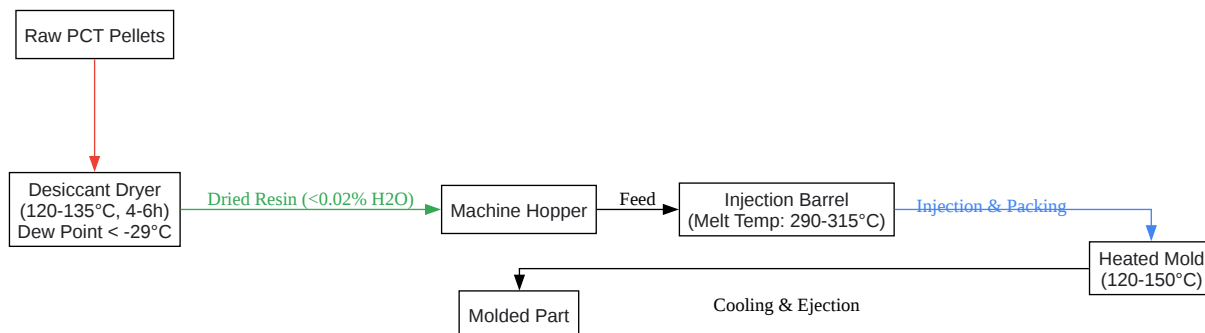 Raw PCT Pellets
Desiccant Dryer
(120-135°C, 4-6h)
Dew Point < -29°C
Dried Resin (<0.02% H2O)
Machine Hopper
Feed
Injection Barrel
(Melt Temp: 290-315°C)
Injection & Packing
Heated Mold
(120-150°C)
Cooling & Ejection
Molded Part